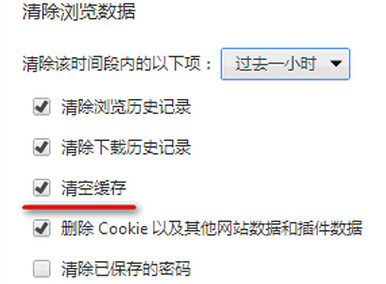 清除浏览数据
清除该时间段内的以下项： 过去一小时
清除浏览历史记录
清除下载历史记录
清空缓存
删除 Cookie 以及其他网站数据和插件数据
清除已保存的密码